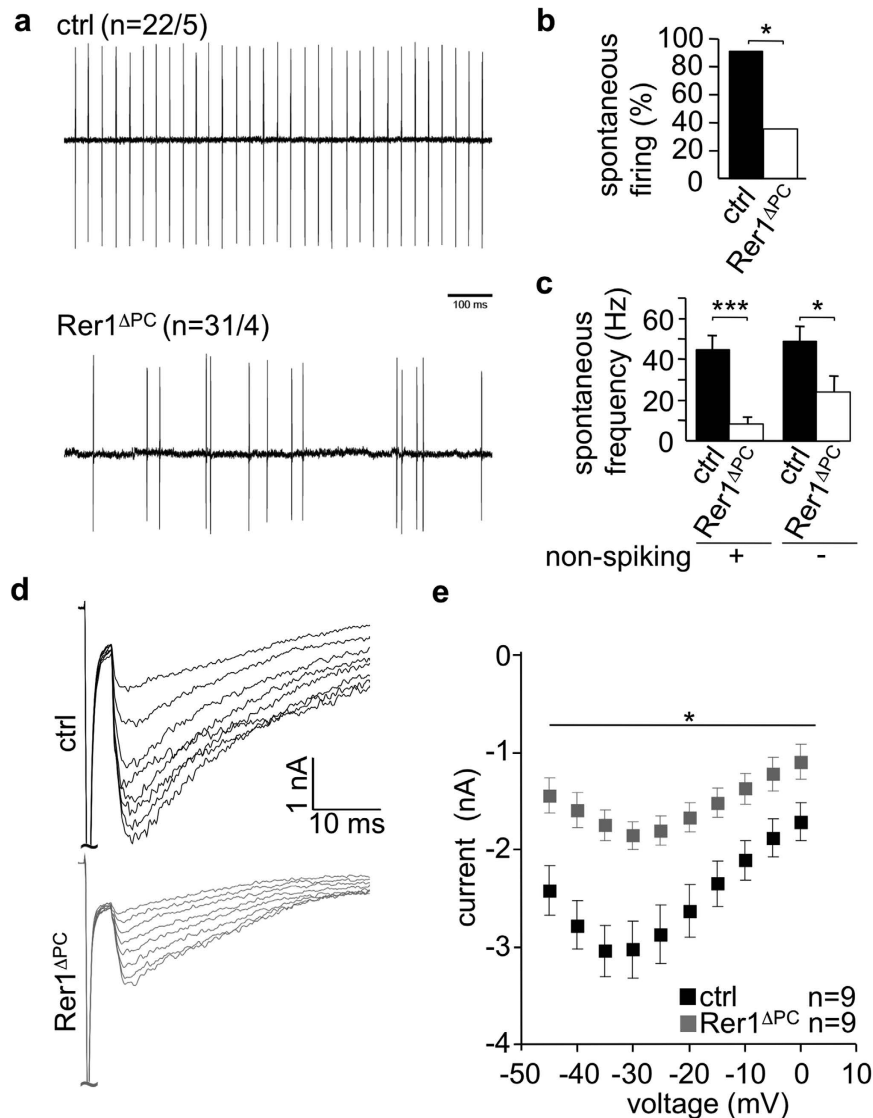 a
ctrl (n=22/5)
100 ms
Rer1ΔPC (n=31/4)
b
spontaneous
firing (%)
100
80
60
40
20
0
*
ctrl
Rer1ΔPC
c
spontaneous
frequency (Hz)
60
40
20
0
***
*
ctrl
Rer1ΔPC
ctrl
Rer1ΔPC
non-spiking + -
d
ctrl
1 nA
10 ms
Rer1ΔPC
e
current (nA)
0
-1
-2
-3
-4
*
ctrl n=9
Rer1ΔPC n=9
-50 -40 -30 -20 -10 0 10
voltage (mV)